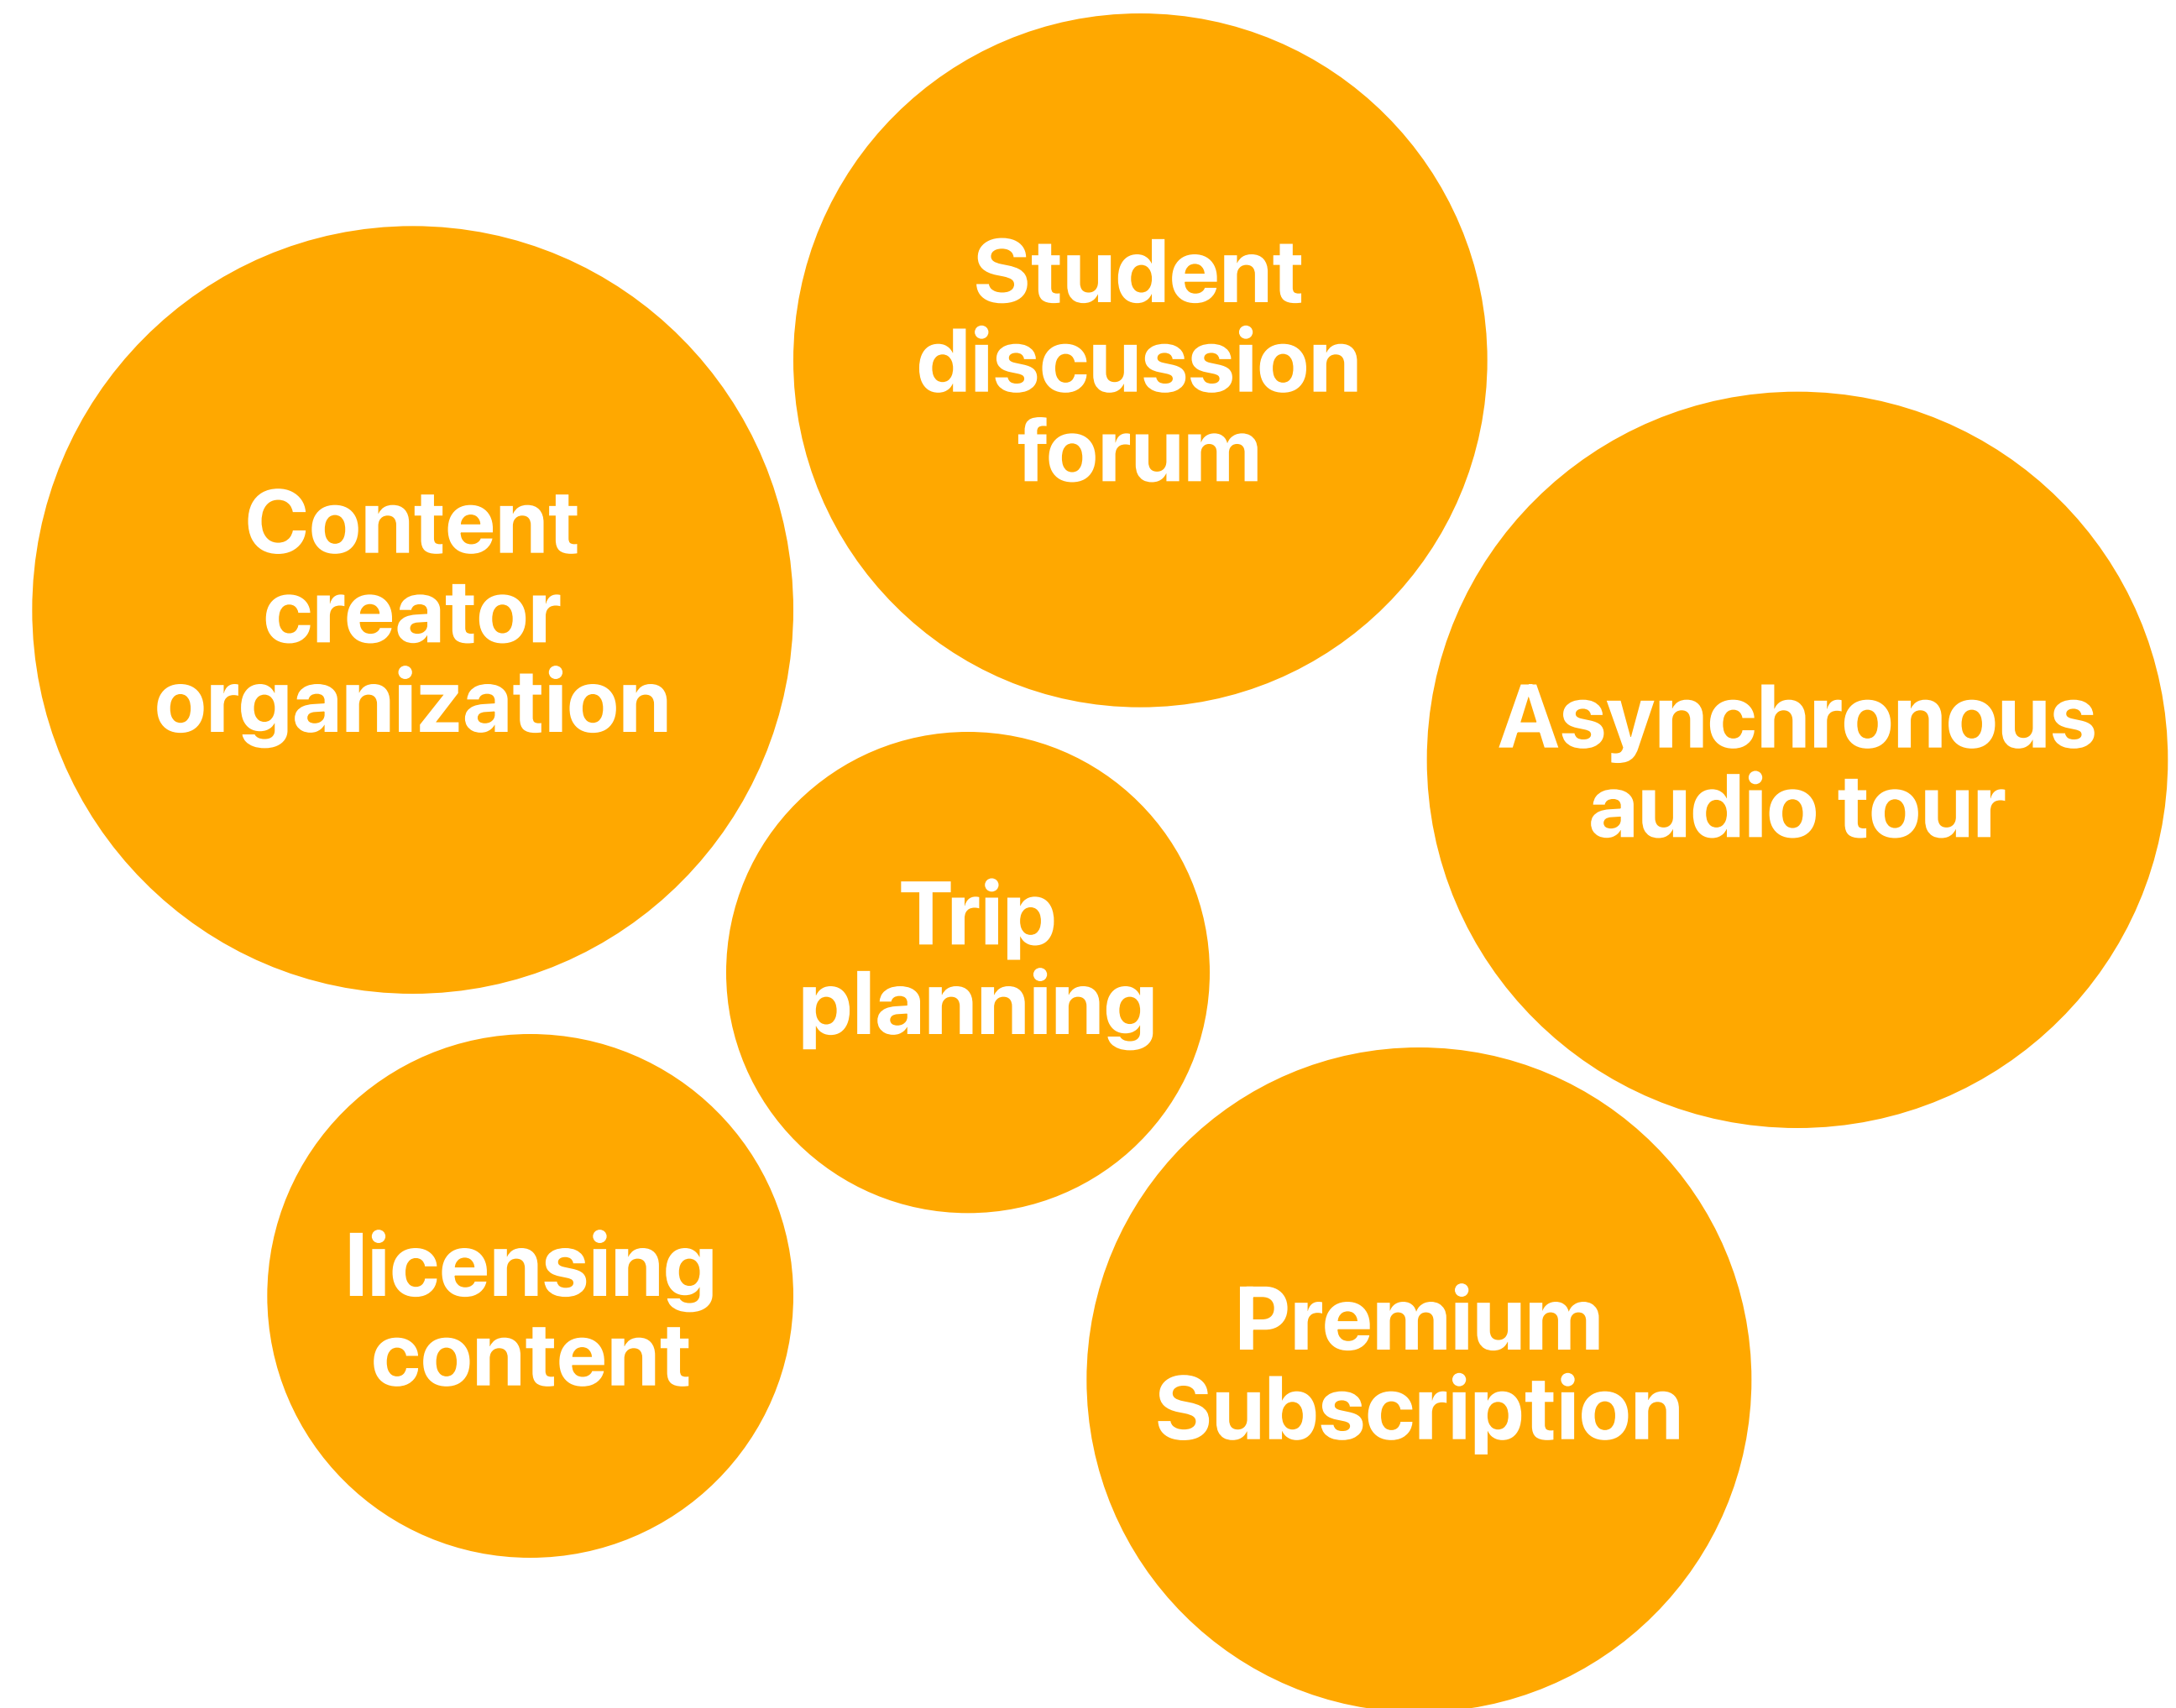 Student
discussion
forum
Content
creator
organization
Asynchronous
audio tour
Trip
planning
licensing
content
Premium
Subscription